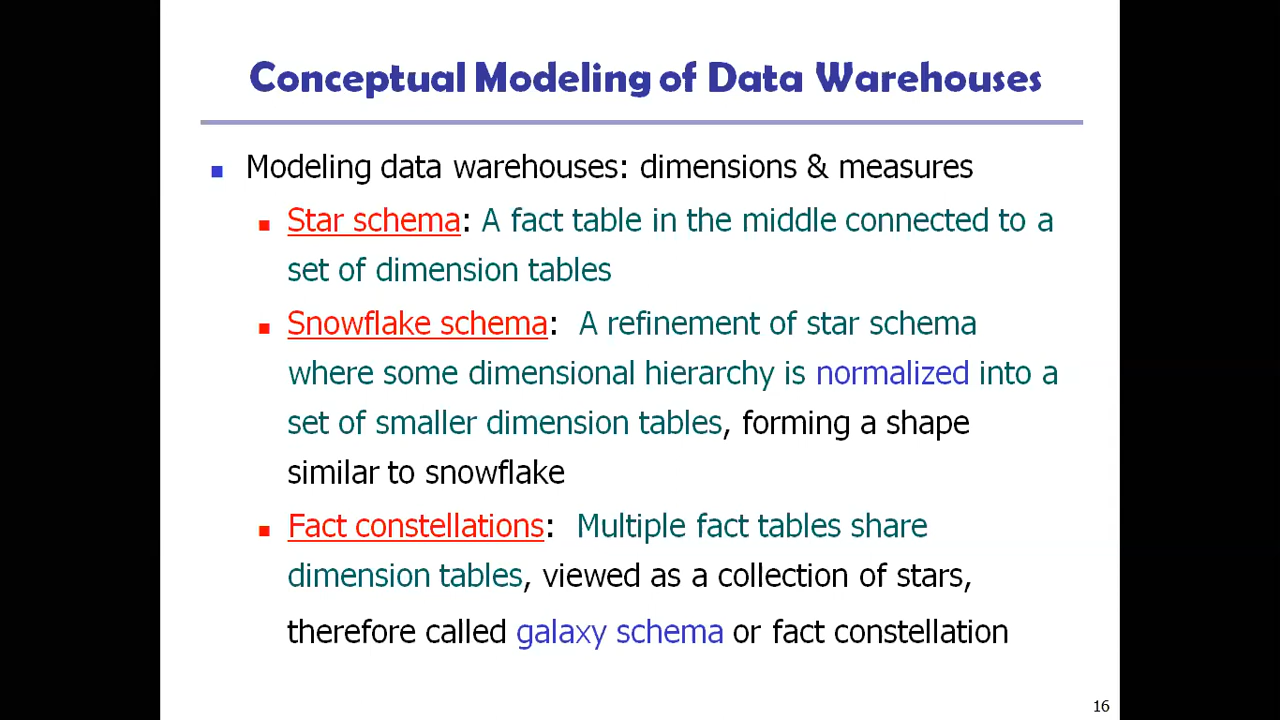 Conceptual Modeling of Data Warehouses
Modeling data warehouses: dimensions & measures
Star schema: A fact table in the middle connected to a
set of dimension tables
Snowflake schema: A refinement of star schema
where some dimensional hierarchy is normalized into a
set of smaller dimension tables, forming a shape
similar to snowflake
Fact constellations: Multiple fact tables share
dimension tables, viewed as a collection of stars,
therefore called galaxy schema or fact constellation
16